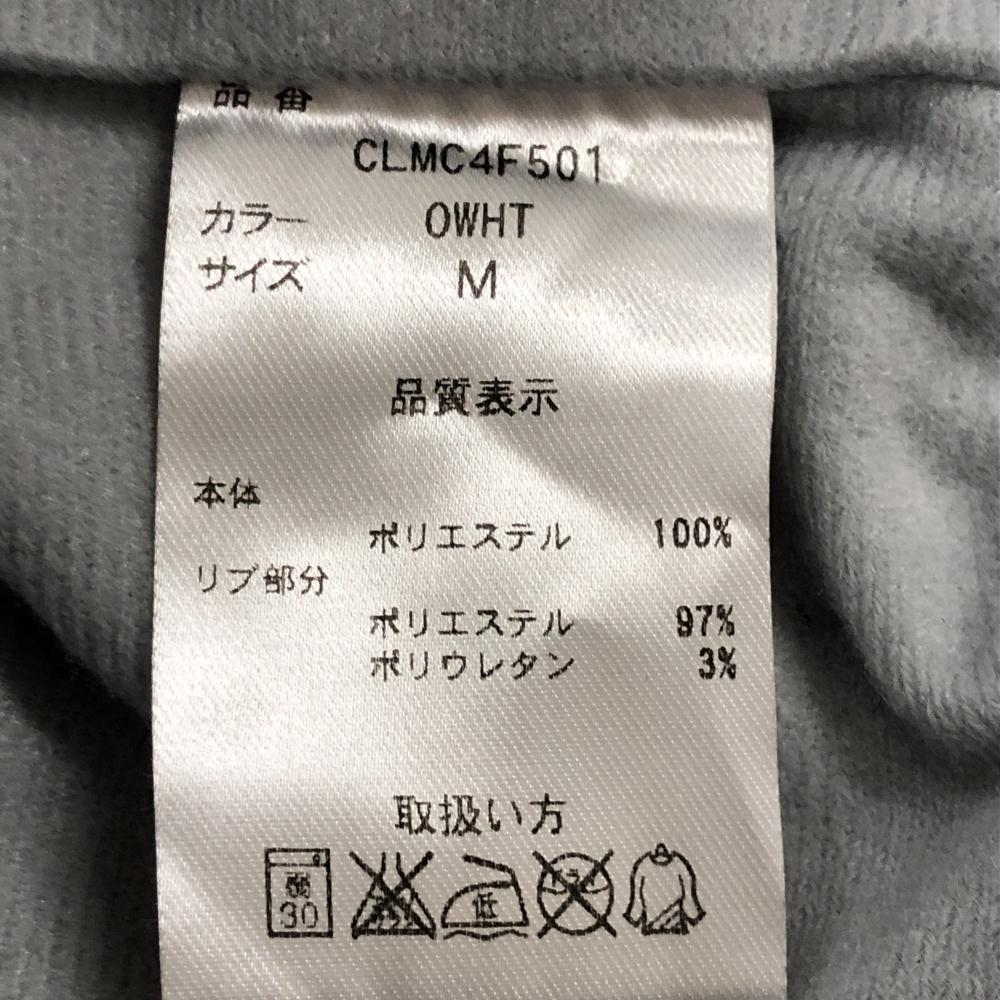 品番
CLMC4F501
カラー OWHT
サイズ M
品質表示
本体
ポリエステル 100%
リブ部分
ポリエステル 97%
ポリウレタン 3%
取扱い方
30 低